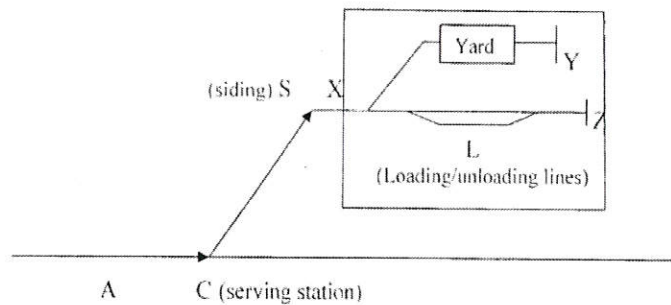 Yard
Y
(siding) S
X
Z
L
(Loading/unloading lines)
A
C (serving station)